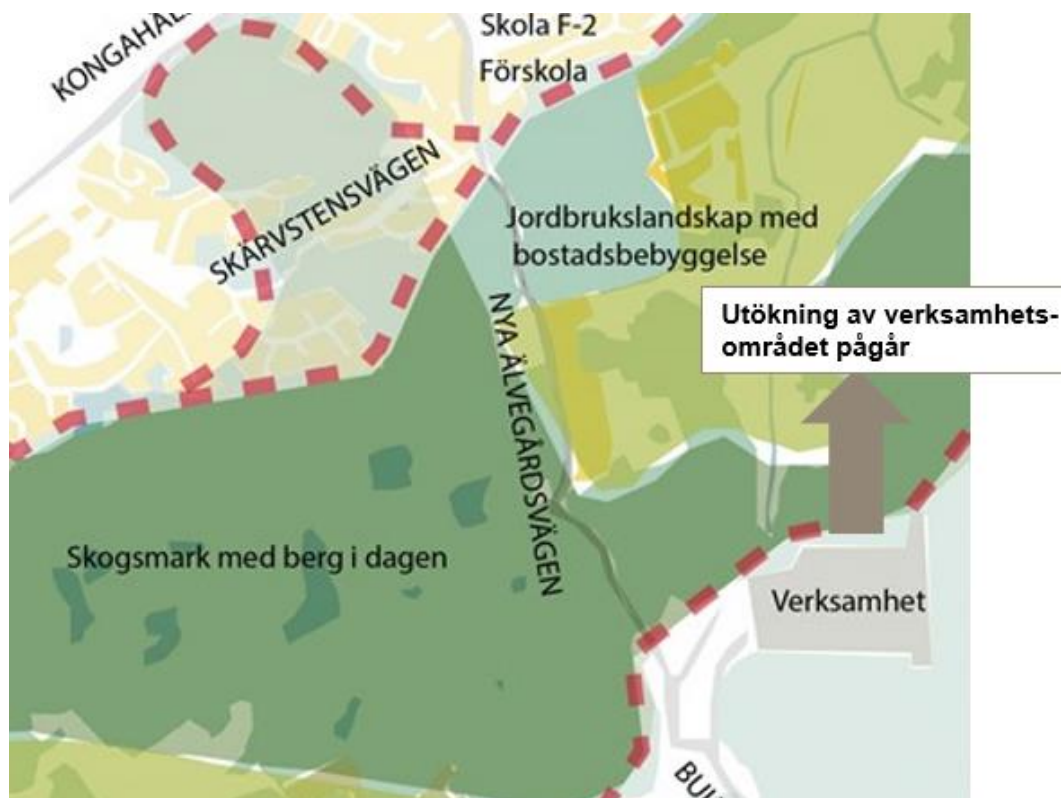 KONGAHÄL
Skola F-2
Förskola
SKÄRVSTENSVÄGEN
Jordbrukslandskap med
bostadsbebyggelse
NYA ÄLVEGÅRDSVÄGEN
Utökning av verksamhets-
området pågår
Skogsmark med berg i dagen
Verksamhet